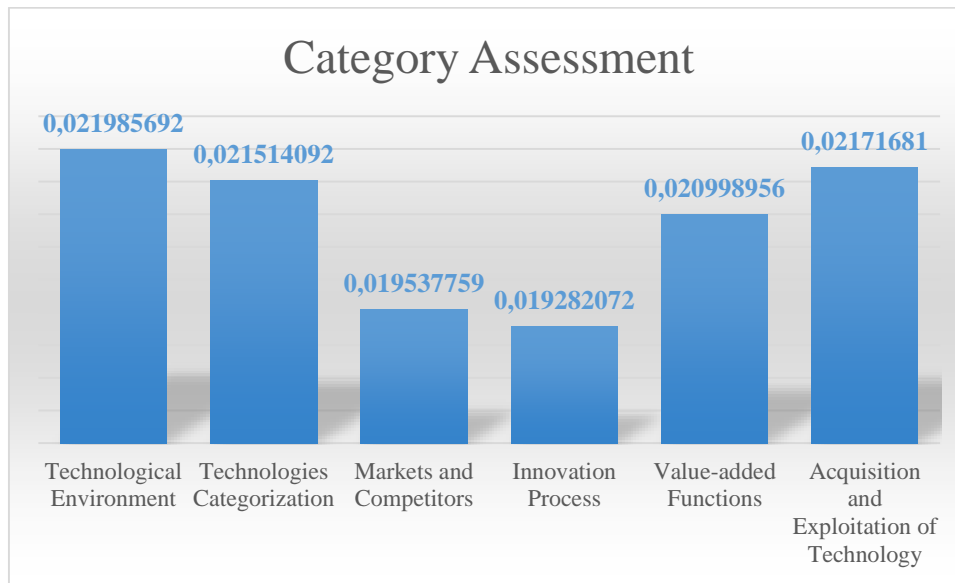 Category Assessment
0,021985692
0,021514092
0,019537759
0,019282072
0,020998956
0,02171681
Technological
Environment
Technologies
Categorization
Markets and
Competitors
Innovation
Process
Value-added
Functions
Acquisition
and
Exploitation of
Technology